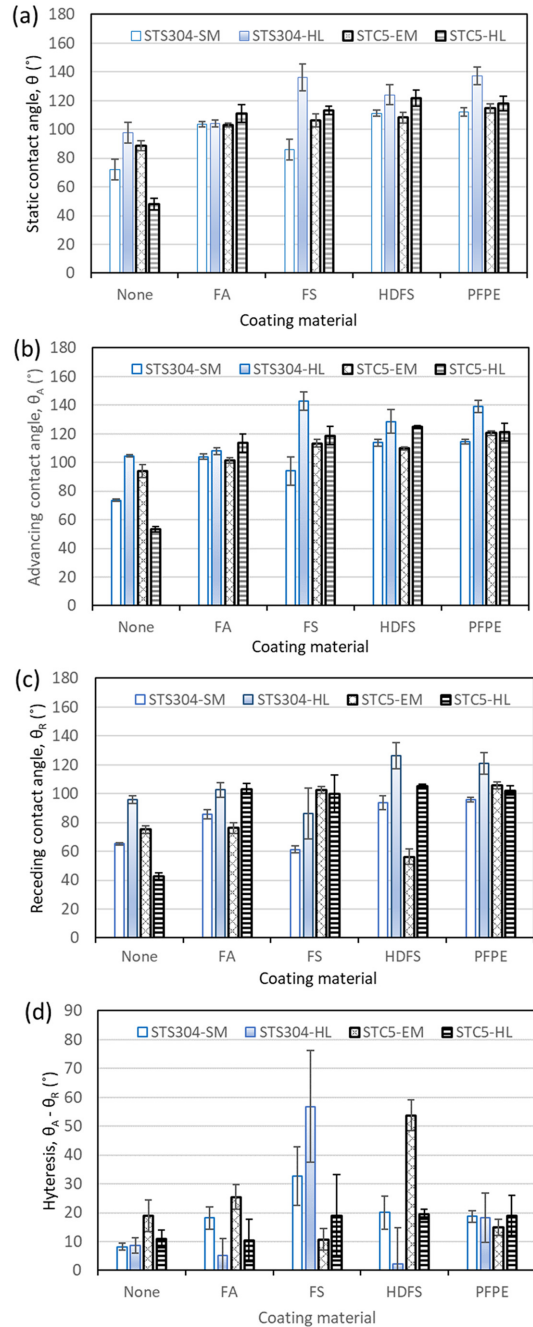 (a)
180
STS304-SM STS304-HL STC5-EM STC5-HL
160
140
120
100
80
60
40
20
0
Static contact angle, θ (˚)
None FA FS HDFS PFPE
Coating material
(b)
180
STS304-SM STS304-HL STC5-EM STC5-HL
160
140
120
100
80
60
40
20
0
Advancing contact angle, θA (˚)
None FA FS HDFS PFPE
Coating material
(c)
180
STS304-SM STS304-HL STC5-EM STC5-HL
160
140
120
100
80
60
40
20
0
Receding contact angle, θR (˚)
None FA FS HDFS PFPE
Coating material
(d)
90
STS304-SM STS304-HL STC5-EM STC5-HL
80
70
60
50
40
30
20
10
0
Hyteresis, θA - θR (˚)
None FA FS HDFS PFPE
Coating material